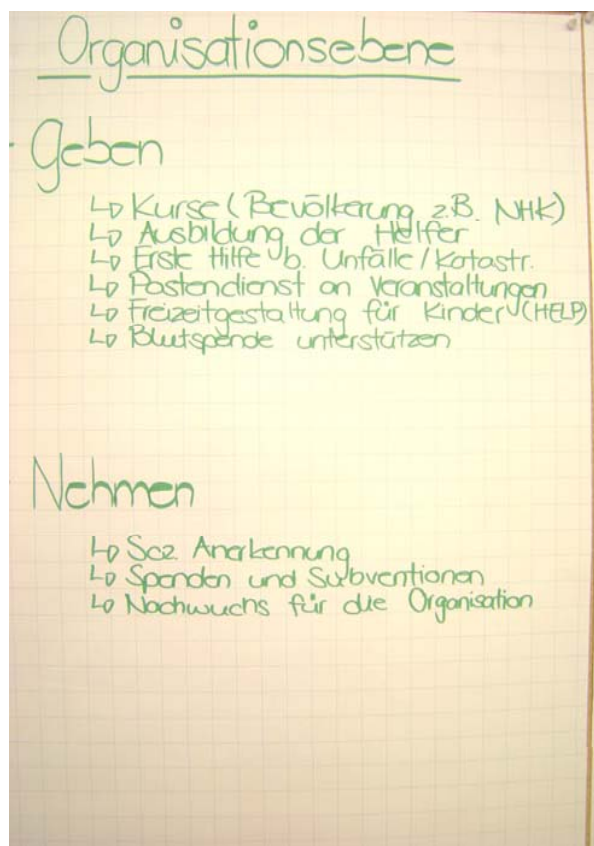 Organisationsebene
Geben
↳ Kurse (Bevölkerung z.B. NHK)
↳ Ausbildung der Helfer
↳ Erste Hilfe b. Unfälle/Katastr.
↳ Postendienst an Veranstaltungen
↳ Freizeitgestaltung für Kinder (HELP)
↳ Blutspende unterstützen
Nehmen
↳ Soz Anerkennung
↳ Spenden und Subventionen
↳ Nachwuchs für die Organisation